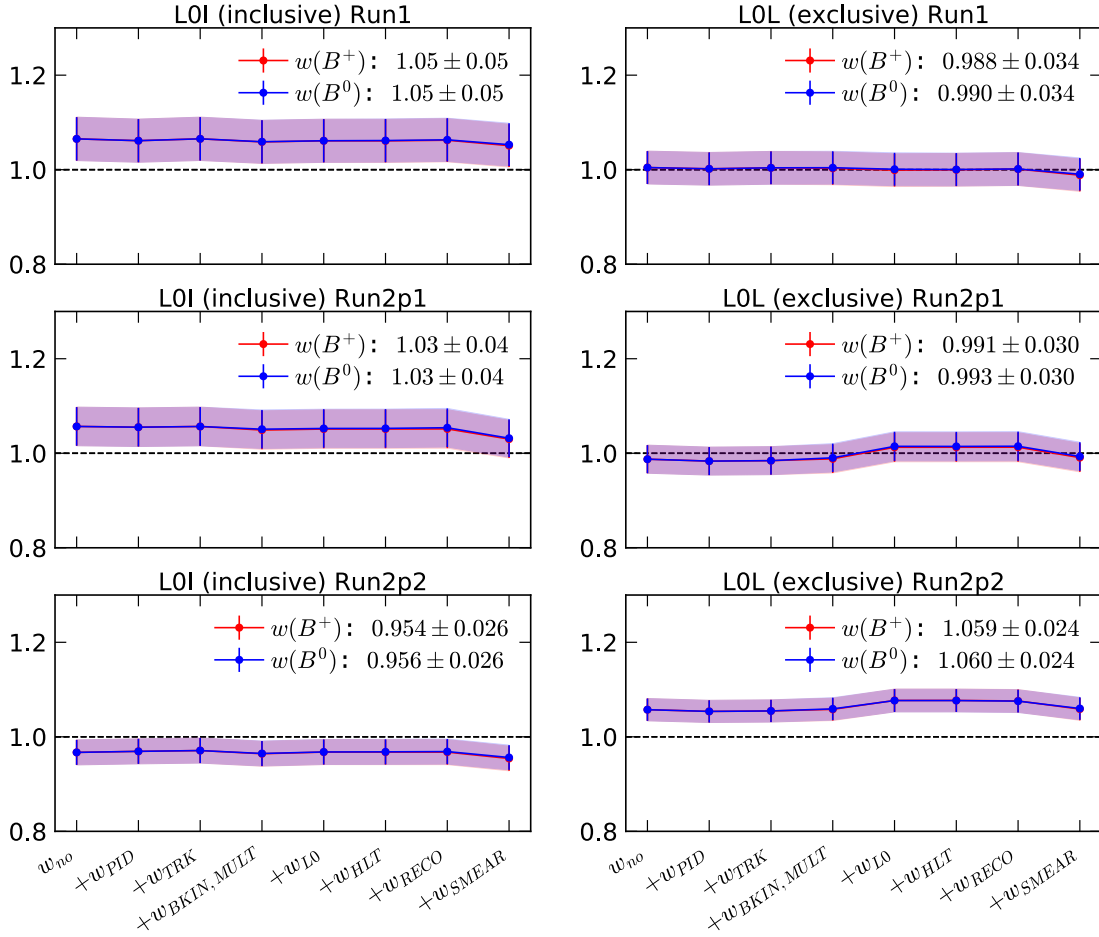 L0I (inclusive) Run1
w(B⁺): 1.05 ± 0.05
w(B⁰): 1.05 ± 0.05
1.2
1.0
0.8
L0L (exclusive) Run1
w(B⁺): 0.988 ± 0.034
w(B⁰): 0.990 ± 0.034
1.2
1.0
0.8
L0I (inclusive) Run2p1
w(B⁺): 1.03 ± 0.04
w(B⁰): 1.03 ± 0.04
1.2
1.0
0.8
L0L (exclusive) Run2p1
w(B⁺): 0.991 ± 0.030
w(B⁰): 0.993 ± 0.030
1.2
1.0
0.8
L0I (inclusive) Run2p2
w(B⁺): 0.954 ± 0.026
w(B⁰): 0.956 ± 0.026
1.2
1.0
0.8
w_no
+w_PID
+w_TRK
+w_BKIN, MULT
+w_L0
+w_HLT
+w_RECO
+w_SMEAR
L0L (exclusive) Run2p2
w(B⁺): 1.059 ± 0.024
w(B⁰): 1.060 ± 0.024
1.2
1.0
0.8
w_no
+w_PID
+w_TRK
+w_BKIN, MULT
+w_L0
+w_HLT
+w_RECO
+w_SMEAR